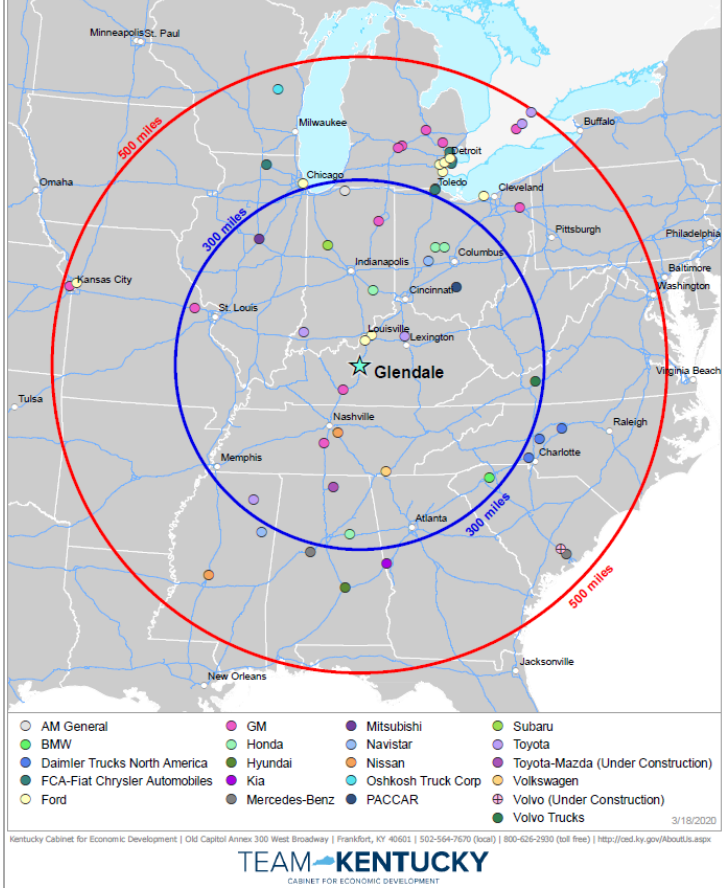 Minneapolis St. Paul
Milwaukee
Buffalo
500 miles
Detroit
Chicago
Toledo
Cleveland
Omaha
300 miles
Pittsburgh
Philadelphia
Indianapolis
Columbus
Baltimore
Kansas City
Washington
Cincinnati
St. Louis
Louisville
Lexington
Glendale
Virginia Beach
Tulsa
Nashville
Raleigh
Memphis
Charlotte
Atlanta
300 miles
500 miles
Jacksonville
New Orleans
AM General
BMW
Daimler Trucks North America
FCA-Fiat Chrysler Automobiles
Ford
GM
Honda
Hyundai
Kia
Mercedes-Benz
Mitsubishi
Navistar
Nissan
Oshkosh Truck Corp
PACCAR
Subaru
Toyota
Toyota-Mazda (Under Construction)
Volkswagen
Volvo (Under Construction)
Volvo Trucks
3/18/2020
Kentucky Cabinet for Economic Development | Old Capitol Annex 300 West Broadway | Frankfort, KY 40601 | 502-564-7670 (local) | 800-626-2930 (toll free) | http://ced.ky.gov/AboutUs.aspx
TEAM KENTUCKY
CABINET FOR ECONOMIC DEVELOPMENT